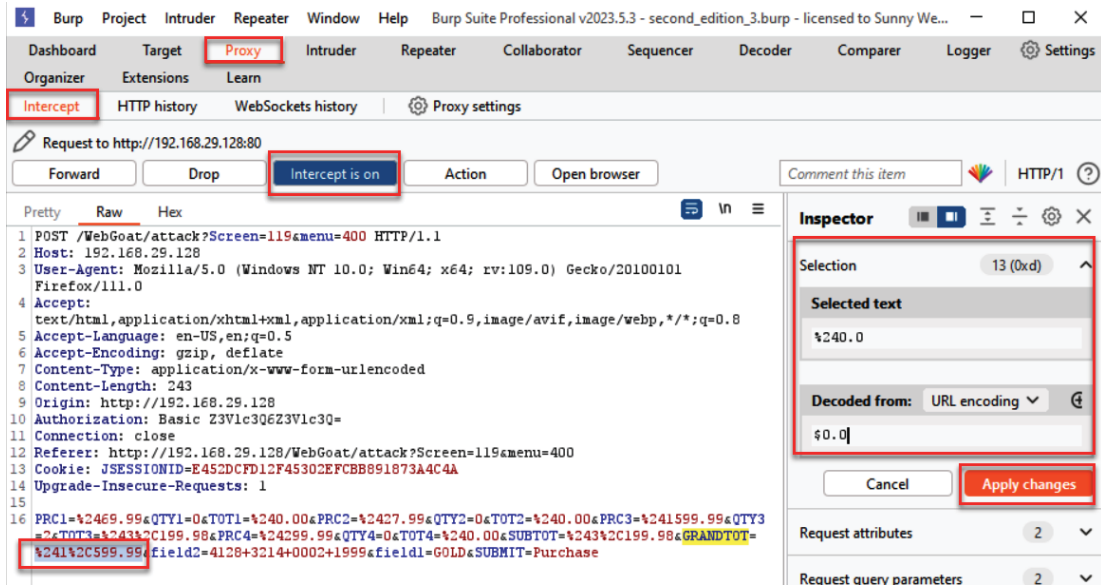 Burp Project Intruder Repeater Window Help Burp Suite Professional v2023.5.3 - second_edition_3.burp - licensed to Sunny We...
Dashboard Target Proxy Intruder Repeater Collaborator Sequencer Decoder Comparer Logger Settings
Organizer Extensions Learn
Intercept HTTP history WebSockets history Proxy settings
Request to http://192.168.29.128:80
Forward Drop Intercept is on Action Open browser Comment this item HTTP/1
Pretty Raw Hex \n
1 POST /WebGoat/attack?Screen=119&menu=400 HTTP/1.1
2 Host: 192.168.29.128
3 User-Agent: Mozilla/5.0 (Windows NT 10.0; Win64; x64; rv:109.0) Gecko/20100101
Firefox/111.0
4 Accept:
text/html,application/xhtml+xml,application/xml;q=0.9,image/avif,image/webp,*/*;q=0.8
5 Accept-Language: en-US,en;q=0.5
6 Accept-Encoding: gzip, deflate
7 Content-Type: application/x-www-form-urlencoded
8 Content-Length: 243
9 Origin: http://192.168.29.128
10 Authorization: Basic Z3Vlc3Q6Z3Vlc3Q=
11 Connection: close
12 Referer: http://192.168.29.128/WebGoat/attack?Screen=119&menu=400
13 Cookie: JSESSIONID=E452DCFD12F45302EFCBB891873A4C4A
14 Upgrade-Insecure-Requests: 1
15
16 PRC1=%2469.99&QTY1=0&TOT1=%240.00&PRC2=%2427.99&QTY2=0&TOT2=%240.00&PRC3=%241599.99&QTY3
=2&TOT3=%243%2C199.98&PRC4=%24299.99&QTY4=0&TOT4=%240.00&SUBTOT=%243%2C199.98&GRANDTOT=
%241%2C599.99&field2=4128+3214+0002+1999&field1=GOLD&SUBMIT=Purchase
Inspector
Selection 13 (0xd)
Selected text
%240.0
Decoded from: URL encoding
$0.0
Cancel Apply changes
Request attributes 2
Request query parameters 2